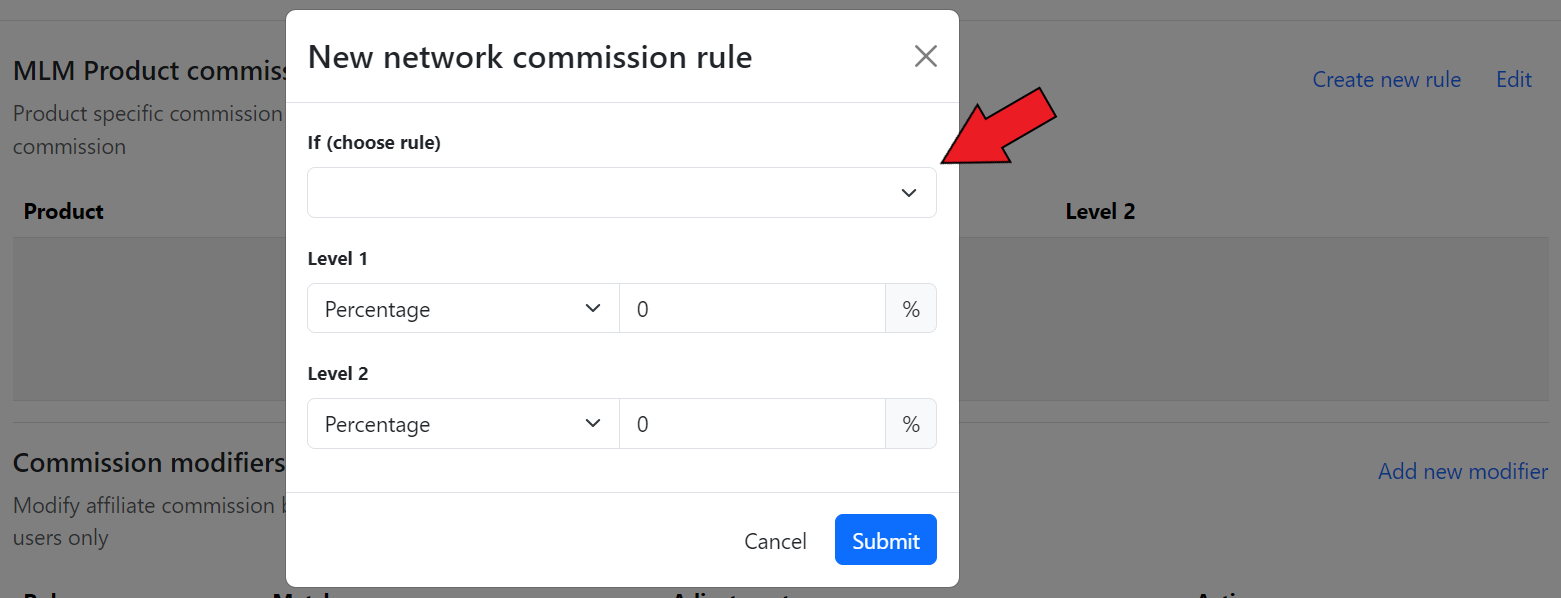 New network commission rule
MLM Product
Create new rule Edit
Product specific commission
commission
If (choose rule)
Product
Level 2
Level 1
Percentage 0 %
Level 2
Percentage 0 %
Commission modifiers
Add new modifier
Modify affiliate commission
users only
Cancel Submit